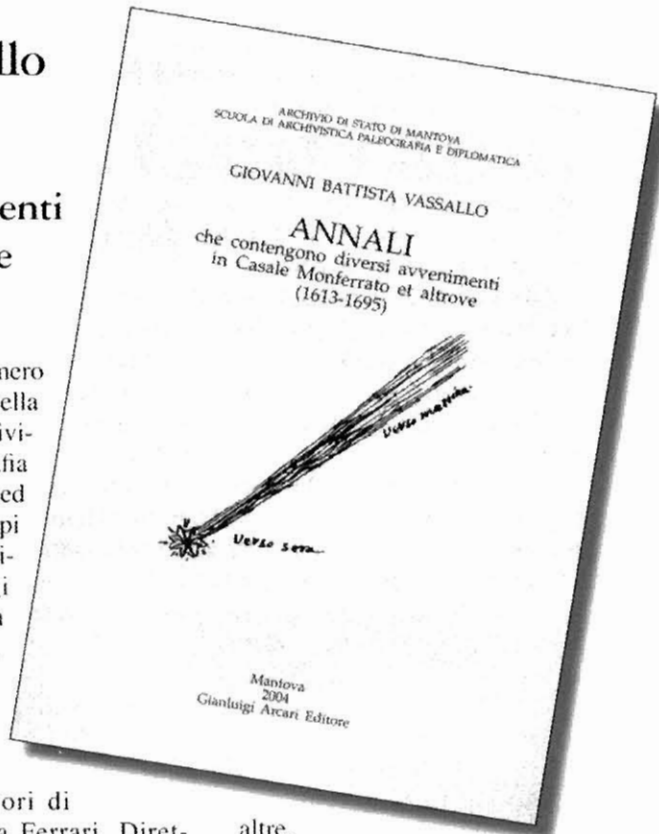 llo
enti
e
nero
ella
ivi-
fia
ed
pi
i-
i
ori di
Ferrari, Diret-
altre
ARCHIVIO DI STATO DI MANTOVA
SCUOLA DI ARCHIVISTICA PALEOGRAFIA E DIPLOMATICA
GIOVANNI BATTISTA VASSALLO
ANNALI
che contengono diversi avvenimenti
in Casale Monferrato et altrove
(1613-1695)
Verso mattina
Verso sera
Mantova
2004
Gianluigi Arcari Editore